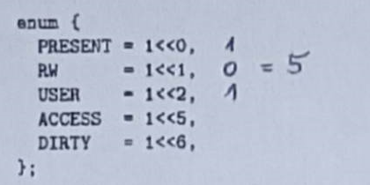 enum {
PRESENT = 1<<0, 1
RW = 1<<1, 0 = 5
USER = 1<<2, 1
ACCESS = 1<<5,
DIRTY = 1<<6,
};